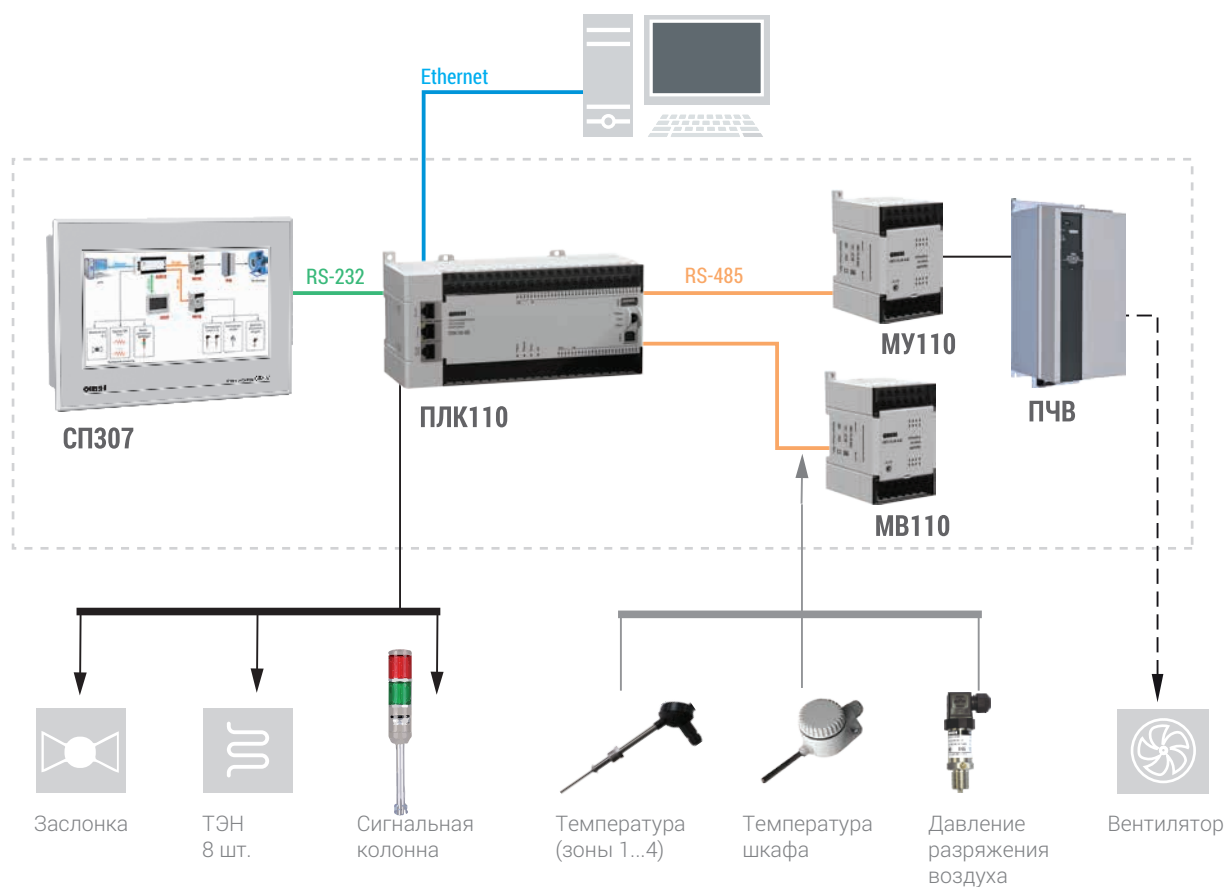 Ethernet
RS-232
RS-485
СП307
ПЛК110
МУ110
ПЧВ
МВ110
Заслонка
ТЭН
8 шт.
Сигнальная
колонна
Температура
(зоны 1...4)
Температура
шкафа
Давление
разряжения
воздуха
Вентилятор